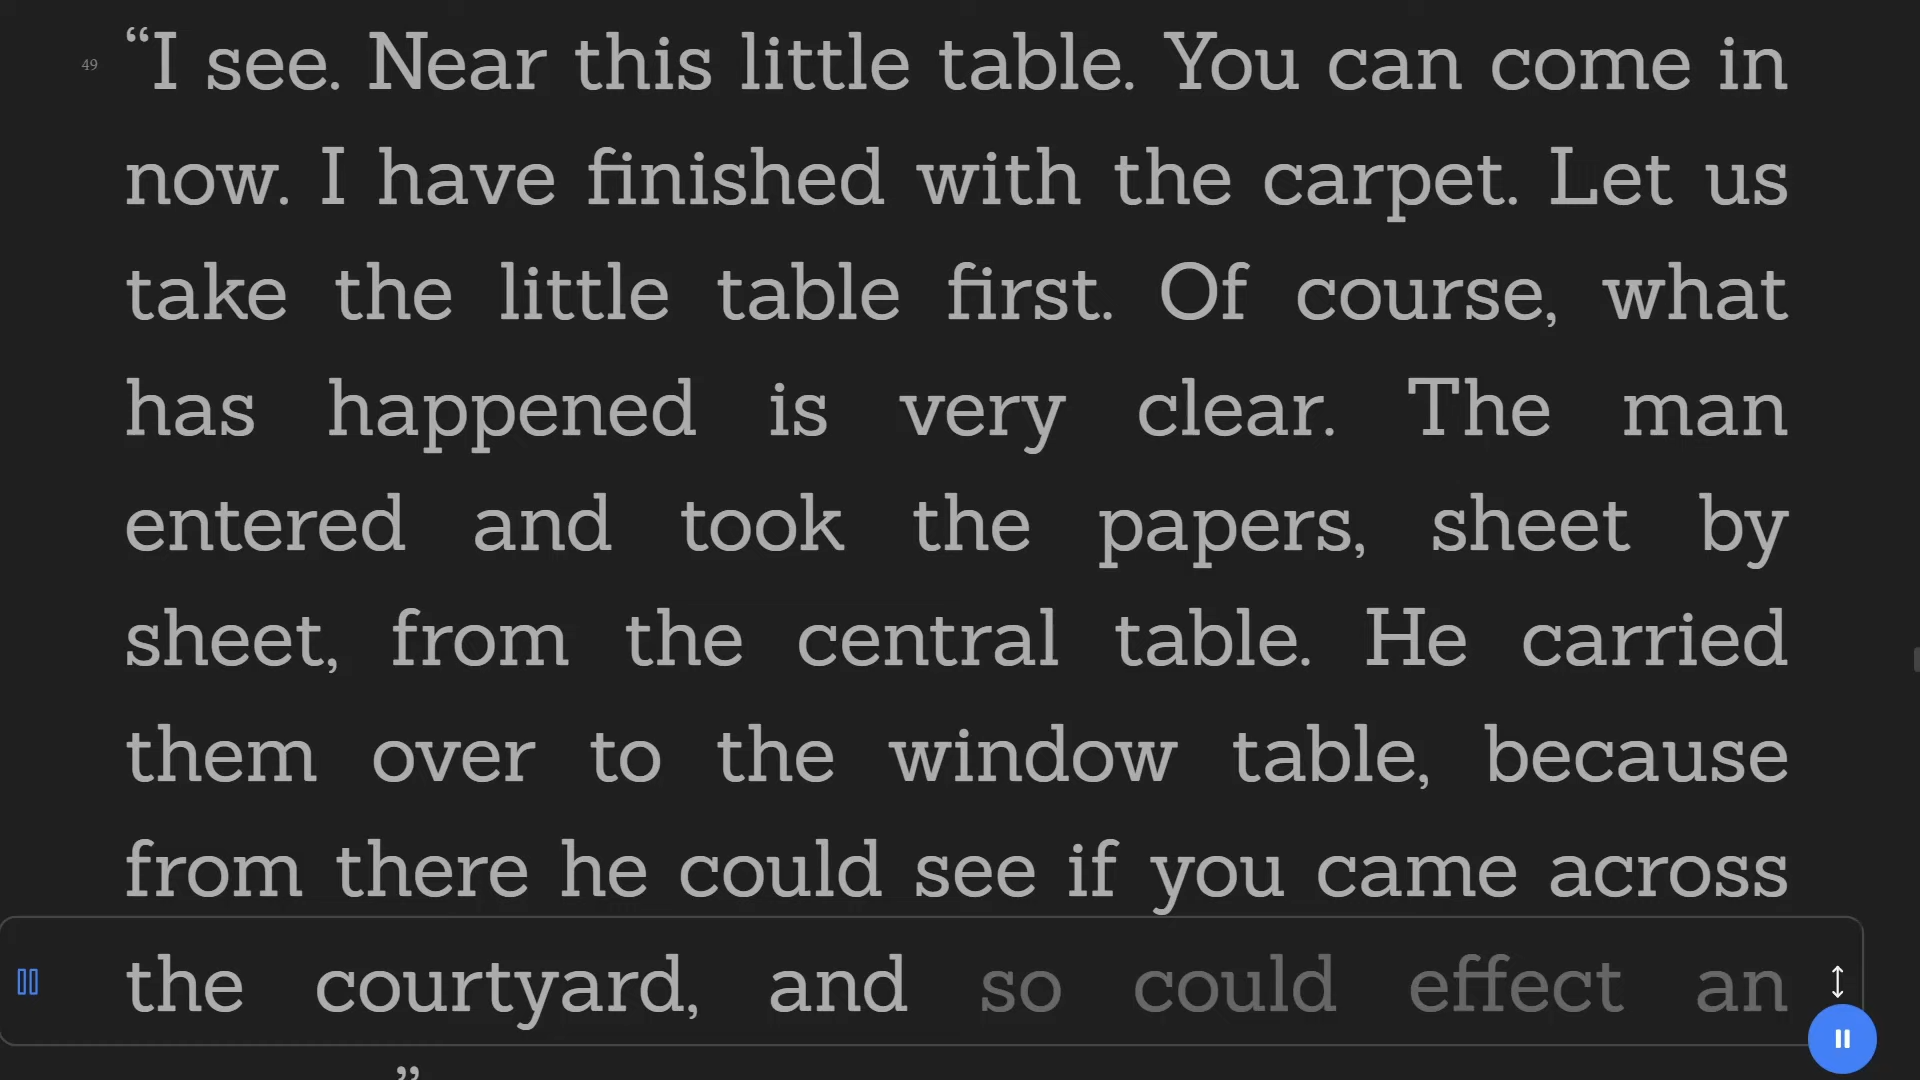 49
“I see. Near this little table. You can come in
now. I have finished with the carpet. Let us
take the little table first. Of course, what
has happened is very clear. The man
entered and took the papers, sheet by
sheet, from the central table. He carried
them over to the window table, because
from there he could see if you came across
the courtyard, and so could effect an
”